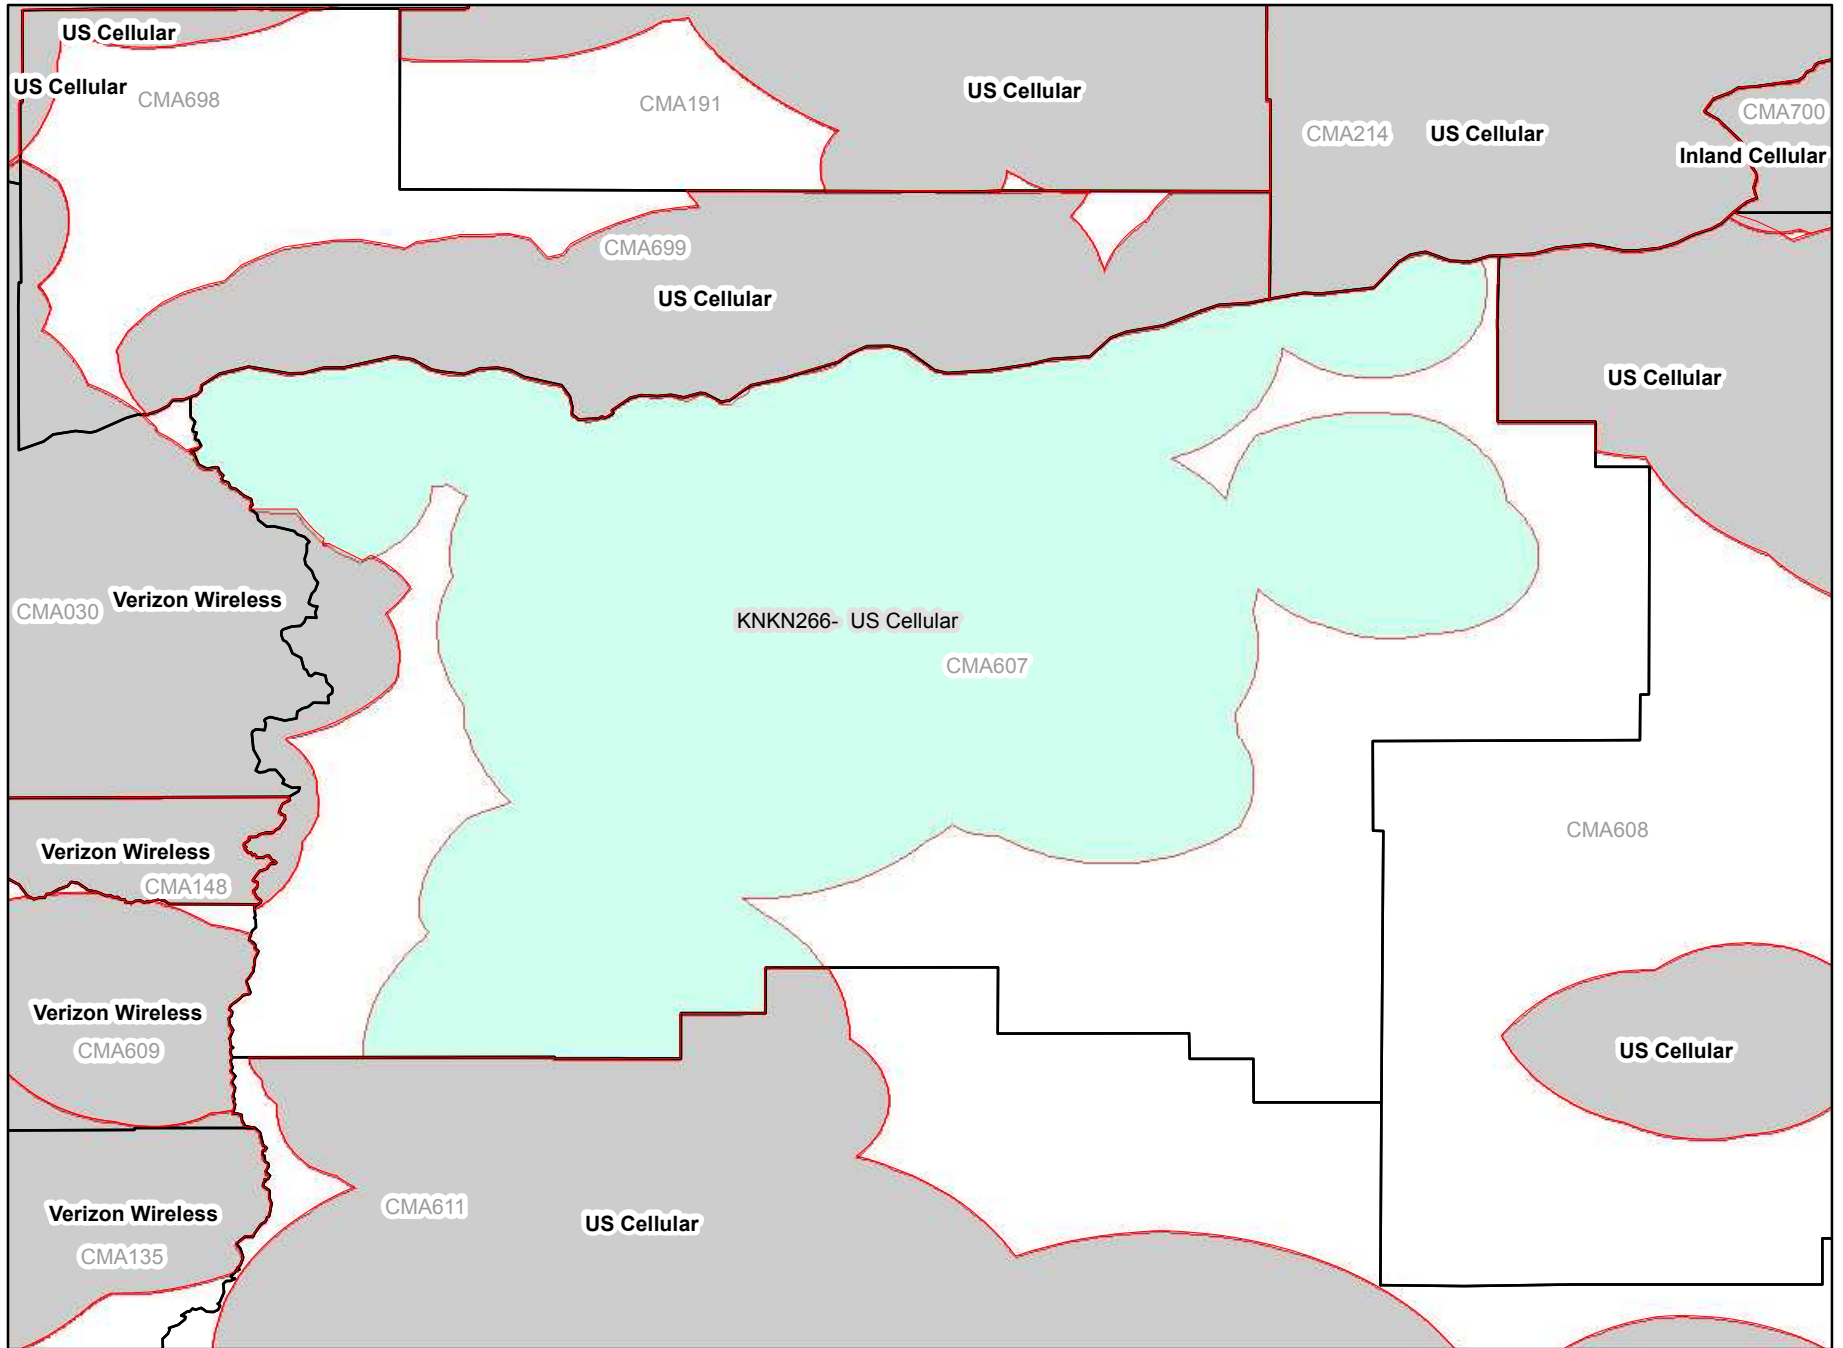 US Cellular
US Cellular
CMA698
CMA191
US Cellular
CMA214
US Cellular
CMA700
Inland Cellular
CMA699
US Cellular
US Cellular
CMA030
Verizon Wireless
KNKN266-  US Cellular
CMA607
CMA608
Verizon Wireless
CMA148
Verizon Wireless
CMA609
US Cellular
CMA611
US Cellular
Verizon Wireless
CMA135